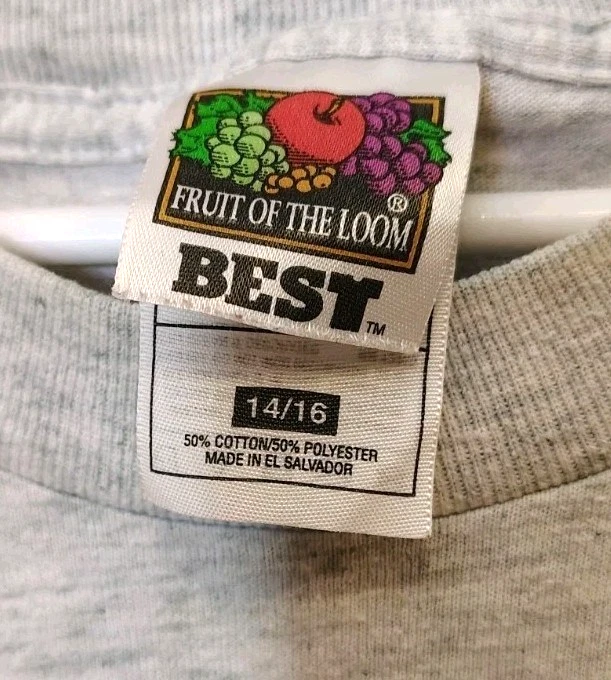 FRUIT OF THE LOOM®
BEST™
14/16
50% COTTON/50% POLYESTER
MADE IN EL SALVADOR